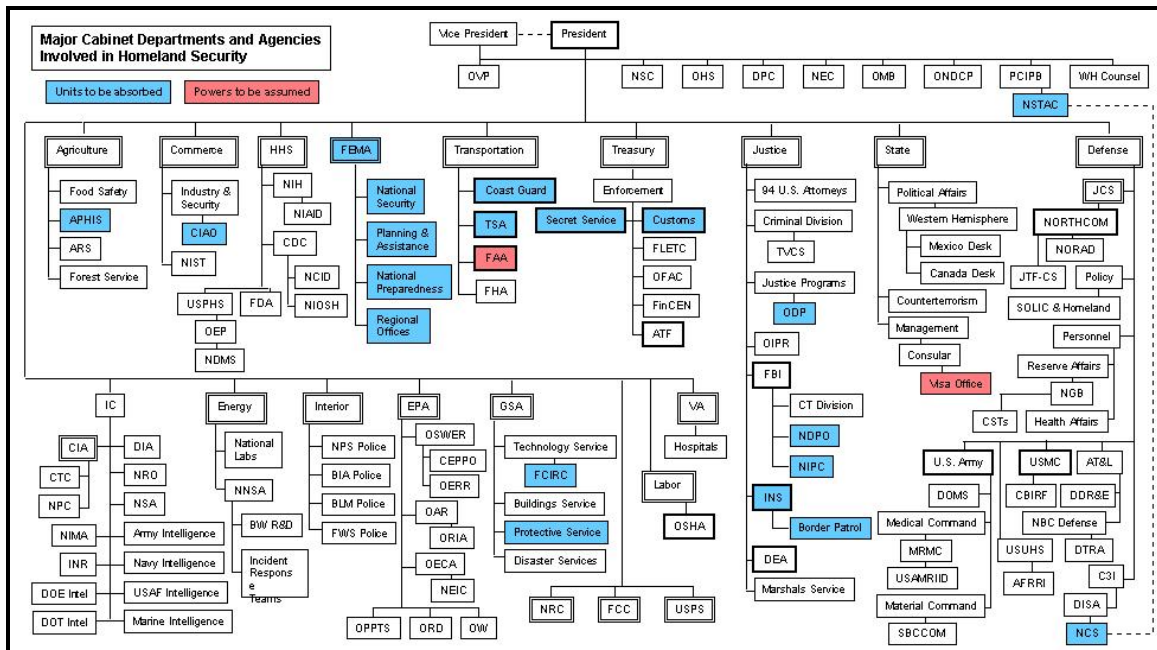 Major Cabinet Departments and Agencies
Involved in Homeland Security
Units to be absorbed
Powers to be assumed
Vice President
President
OVP
NSC
OHS
DPC
NEC
OMB
ONDCP
PCIPB
WH Counsel
NSTAC
Agriculture
Commerce
HHS
FEMA
Transportation
Treasury
Justice
State
Defense
Food Safety
APHIS
ARS
Forest Service
Industry &
Security
CIAO
NIST
NIH
NIAID
CDC
NCID
NIOSH
USPHS
FDA
OEP
NDMS
National
Security
Planning &
Assistance
National
Preparedness
Regional
Offices
Coast Guard
TSA
FAA
FHA
Enforcement
Secret Service
Customs
FLETC
OFAC
FinCEN
ATF
94 U.S. Attorneys
Criminal Division
TVCS
Justice Programs
ODP
OIPR
FBI
CT Division
NDPO
NIPC
INS
Border Patrol
DEA
Marshals Service
Political Affairs
Western Hemisphere
Mexico Desk
Canada Desk
Counterterrorism
Management
Consular
Visa Office
JCS
NORTHCOM
NORAD
JTF-CS
Policy
SOLIC & Homeland
Personnel
Reserve Affairs
NGB
CSTs
Health Affairs
U.S. Army
USMC
AT&L
DOMS
CBIRF
DDR&E
Medical Command
NBC Defense
MRMC
USUHS
DTRA
USAMRIID
AFRRI
C3I
Material Command
DISA
SBCCOM
NCS
IC
CIA
DIA
CTC
NRO
NPC
NSA
NIMA
Army Intelligence
INR
Navy Intelligence
DOE Intel
USAF Intelligence
DOT Intel
Marine Intelligence
Energy
National
Labs
NNSA
BW R&D
Incident
Respons
e
Teams
Interior
NPS Police
BIA Police
BLM Police
FWS Police
EPA
OSWER
CEPPO
OERR
OAR
ORIA
OECA
NEIC
OPPTS
ORD
OW
GSA
Technology Service
FCIRC
Buildings Service
Protective Service
Disaster Services
NRC
FCC
USPS
Labor
OSHA
VA
Hospitals